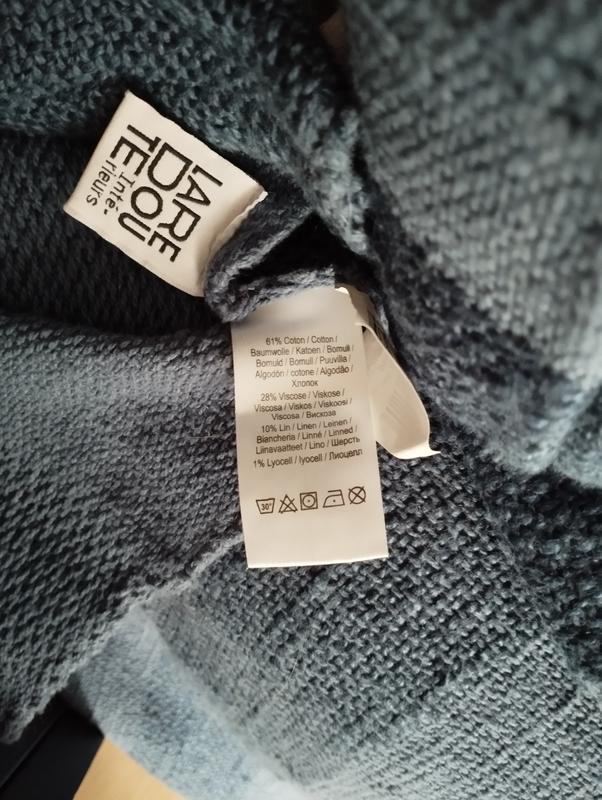 LARE
DOU
TE
Inté-
rieurs
61% Coton / Cotton /
Baumwolle / Katoen / Bomull /
Bomuld / Bomull / Puuvilla /
Algodón / cotone / Algodão /
Хлопок
28% Viscose / Viskose /
Viscosa / Viskos / Viskoosi /
Viscosa / Вискоза
10% Lin / Linen / Leinen /
Biancheria / Linné / Linned /
Liinavaatteet / Lino / Шерсть
1% Lyocell / lyocell / Лиоцелл
30°